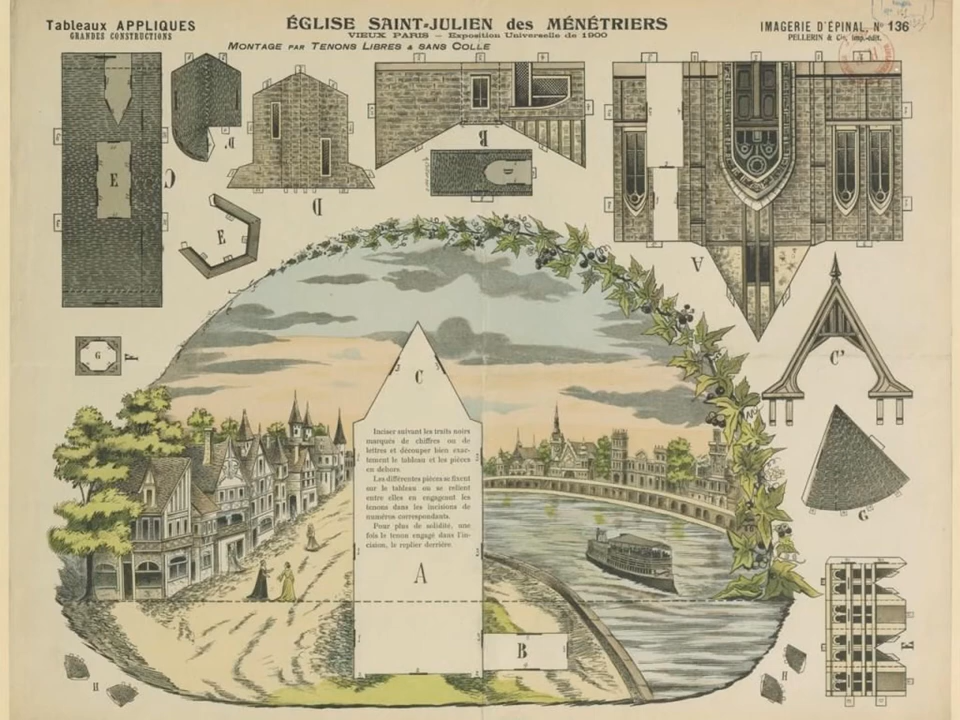 Tableaux APPLIQUES
GRANDES CONSTRUCTIONS
ÉGLISE SAINT-JULIEN des MÉNÉTRIERS
VIEUX PARIS — Exposition Universelle de 1900
MONTAGE PAR TENONS LIBRES & SANS COLLE
IMAGERIE D'ÉPINAL, Nº 136
PELLERIN & Cie, imp.-édit.
E
C
D'
D
B
D
E
A
G
F
C'
G
C
Inciser suivant les traits noirs
marqués de chiffres ou de
lettres et découper bien exac-
tement le tableau et les pièces
en dehors.
Les différentes pièces se fixent
sur le tableau ou se relient
entre elles en engageant les
tenons dans les incisions de
numéros correspondants.
Pour plus de solidité, une
fois le tenon engagé dans l'in-
cision, le replier derrière.
A
B
E
H
H